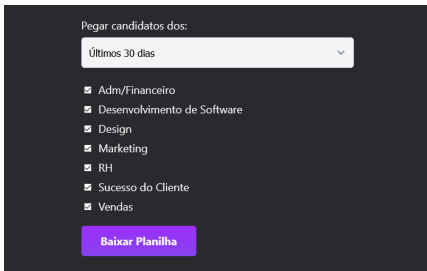 Pegar candidatos dos:
Últimos 30 dias
Adm/Financeiro
Desenvolvimento de Software
Design
Marketing
RH
Sucesso do Cliente
Vendas
Baixar Planilha